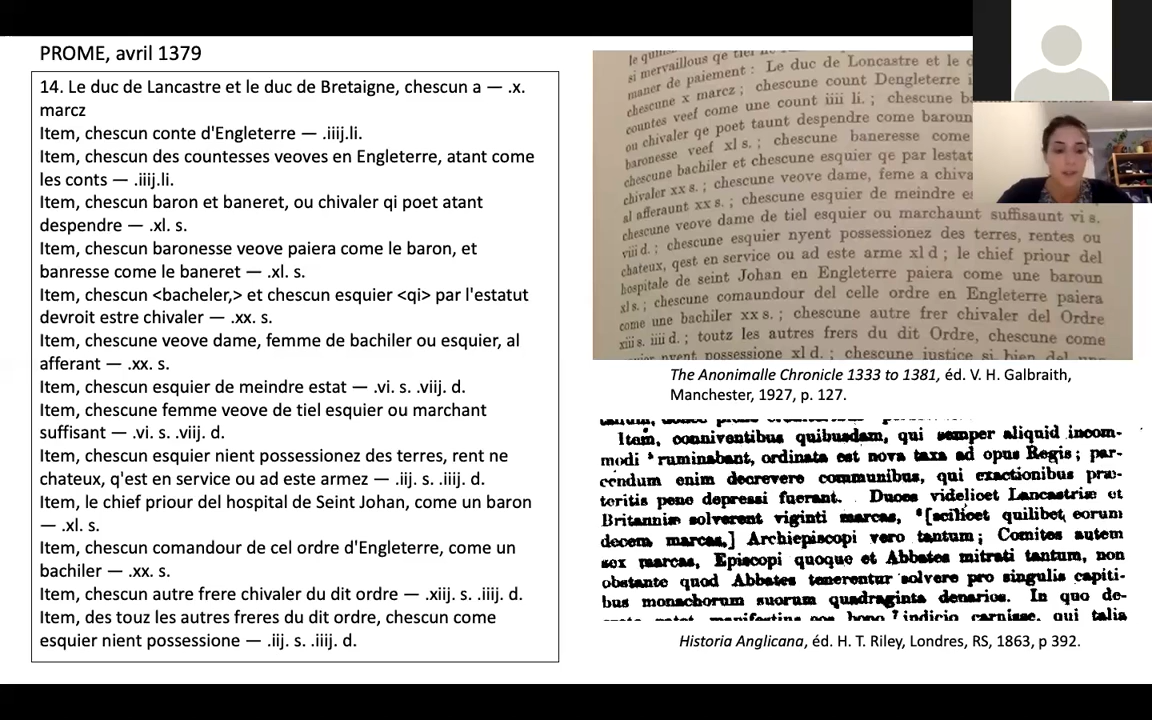 PROME, avril 1379
14. Le duc de Lancastre et le duc de Bretaigne, chescun a — .x.
marcz
Item, chescun conte d'Engleterre — .iiij.li.
Item, chescun des countesses veoves en Engleterre, atant come
les conts — .iiij.li.
Item, chescun baron et baneret, ou chivaler qi poet atant
despendre — .xl. s.
Item, chescun baronesse veove paiera come le baron, et
banresse come le baneret — .xl. s.
Item, chescun <bacheler,> et chescun esquier <qi> par l'estatut
devroit estre chivaler — .xx. s.
Item, chescune veove dame, femme de bachiler ou esquier, al
afferant — .xx. s.
Item, chescun esquier de meindre estat — .vi. s. .viij. d.
Item, chescune femme veove de tiel esquier ou marchant
suffisant — .vi. s. .viij. d.
Item, chescun esquier nient possessionez des terres, rent ne
chateux, q'est en service ou ad este armez — .iij. s. .iiij. d.
Item, le chief priour del hospital de Seint Johan, come un baron
— .xl. s.
Item, chescun comandour de cel ordre d'Engleterre, come un
bachiler — .xx. s.
Item, chescun autre frere chivaler du dit ordre — .xiij. s. .iiij. d.
Item, des touz les autres freres du dit ordre, chescun come
esquier nient possessione — .iij. s. .iiij. d.
si merveillous qe tiel ne
maner de paiement : Le duc de Loncastre et le
chescune x marcz ; chescune count Dengleterre
countes veef come une count iiii li. ; chescune
ou chivaler qe poet taunt despendre come baroun
baronesse veef xl s. ; chescune baneresse come
chescune bachiler et chescune esquier qe par lestat
chivaler xx s. ; chescune veove dame, feme a chiva
al afferaunt xx s. ; chescune esquier de meindre
chescune veove dame de tiel esquier ou marchaunt suffisaunt vi s.
viii d. ; chescune esquier nyent possessionez des terres, rentes ou
chateux, qest en service ou ad este arme xl d ; le chief priour del
hospitale de seint Johan en Engleterre paiera come une baroun
xl s. ; chescune comaundour del celle ordre en Engleterre paiera
come une bachiler xx s. ; chescune autre frer chivaler del Ordre
xiii s. iiii d. ; toutz les autres frers du dit Ordre, chescune come
nyent possessione xl d. ; chescune justice si bien del
The Anonimalle Chronicle 1333 to 1381, éd. V. H. Galbraith,
Manchester, 1927, p. 127.
Item, conniventibus quibusdam, qui semper aliquid incom-
modi ruminabant, ordinata est nova taxa ad opus Regis ; par-
cendum enim decrevere communibus, qui exactionibus præ-
teritis pene depressi fuerant. Duces videlicet Lancastriæ et
Britanniæ solverent viginti marcas, [scilicet quilibet eorum
decem marcas,] Archiepiscopi vero tantum ; Comites autem
sex marcas, Episcopi quoque et Abbates mitrati tantum, non
obstante quod Abbates tenerentur solvere pro singulis capiti-
bus monachorum suorum quadraginta denarios. In quo de-
manifestius indicio carnisse, qui talia
Historia Anglicana, éd. H. T. Riley, Londres, RS, 1863, p 392.